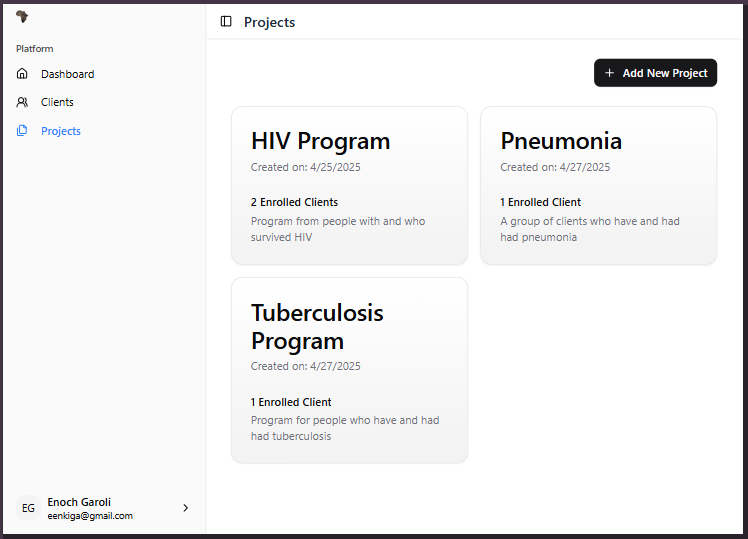 Projects
Platform
Dashboard
Clients
Projects
Add New Project
HIV Program
Created on: 4/25/2025
2 Enrolled Clients
Program from people with and who
survived HIV
Pneumonia
Created on: 4/27/2025
1 Enrolled Client
A group of clients who have and had
had pneumonia
Tuberculosis
Program
Created on: 4/27/2025
1 Enrolled Client
Program for people who have and had
had tuberculosis
EG
Enoch Garoli
eenkiga@gmail.com